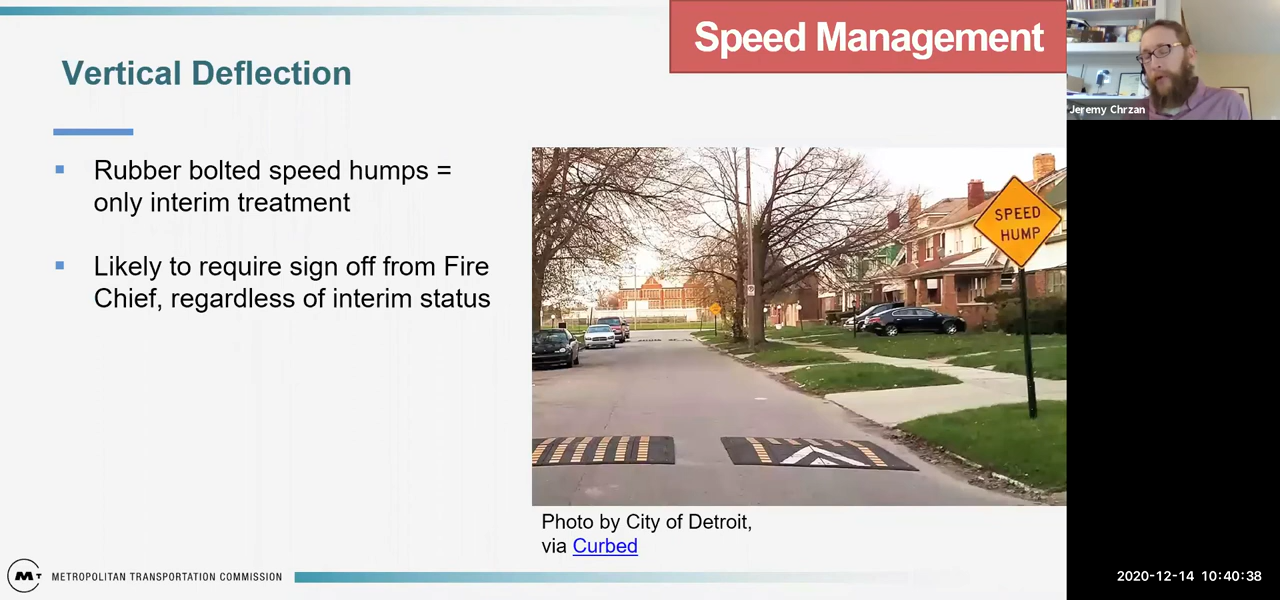 Speed Management
Vertical Deflection
Jeremy Chrzan
Rubber bolted speed humps =
only interim treatment
Likely to require sign off from Fire
Chief, regardless of interim status
SPEED
HUMP
Photo by City of Detroit,
via Curbed
MT
METROPOLITAN TRANSPORTATION COMMISSION
2020-12-14 10:40:38